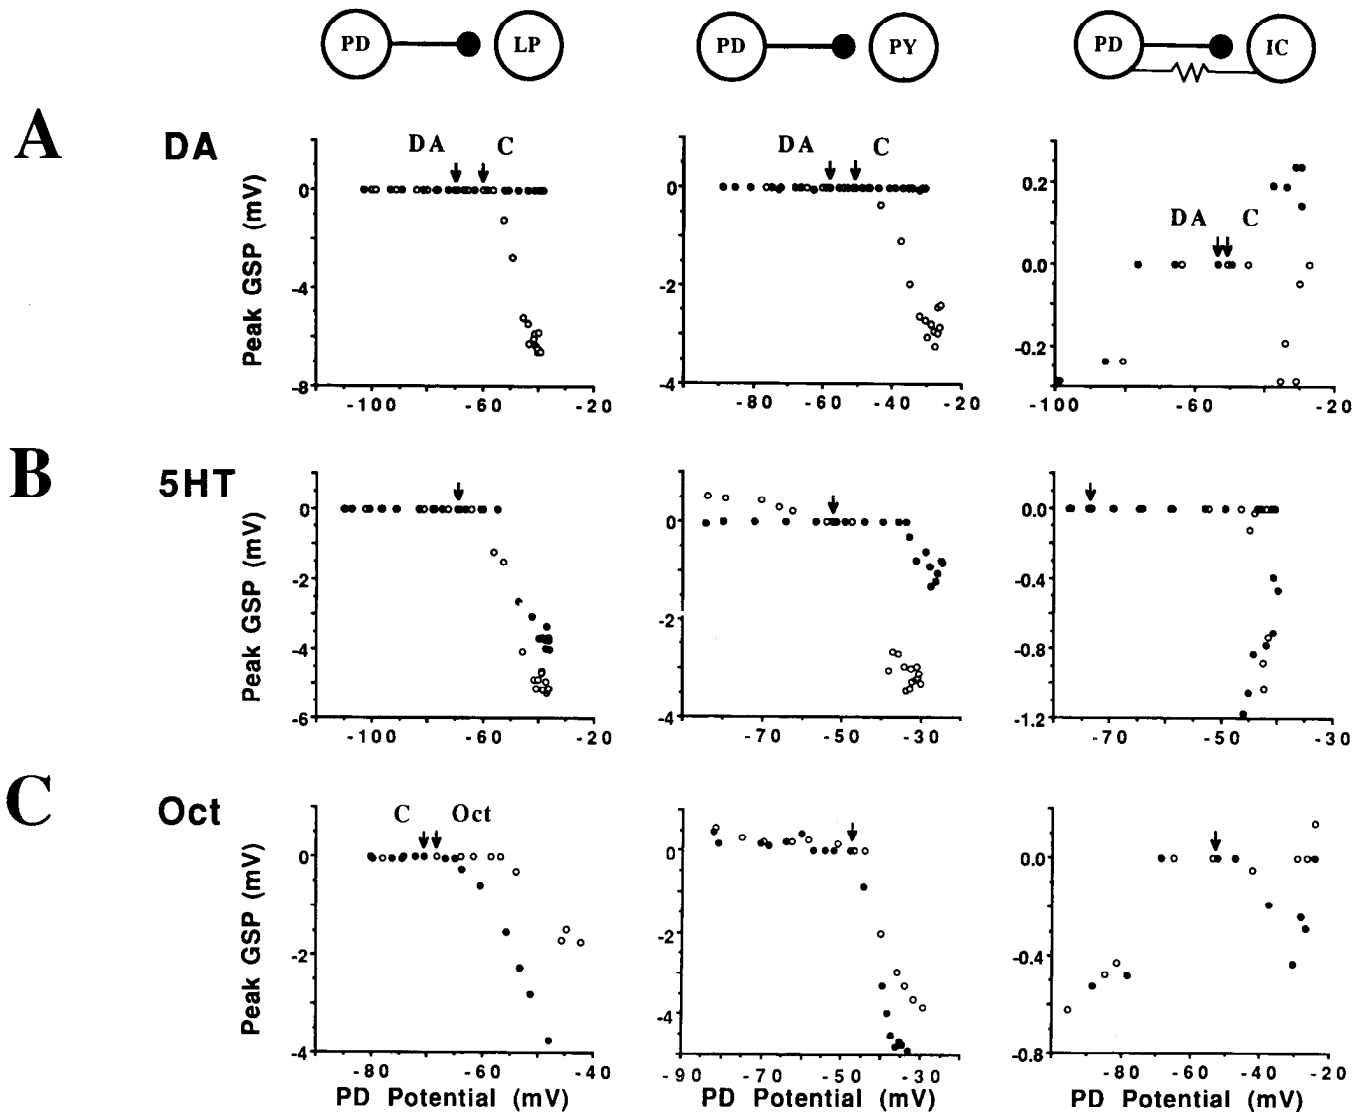 PD LP PD PY PD IC
A DA
DA C DA C DA C
Peak GSP (mV)
0 -2 -4 -6 -8
-100 -60 -20
0 -2 -4
-80 -60 -40 -20
0.2 0.0 -0.2
-100 -60 -20
B 5HT
Peak GSP (mV)
0 -2 -4 -6
-100 -60 -20
0 -2 -4
-70 -50 -30
0.0 -0.4 -0.8 -1.2
-70 -50 -30
C Oct
C Oct
Peak GSP (mV)
0 -2 -4
-80 -60 -40
0 -2 -4
-90 -70 -50 -30
0.0 -0.4 -0.8
-80 -60 -40 -20
PD Potential (mV) PD Potential (mV) PD Potential (mV)